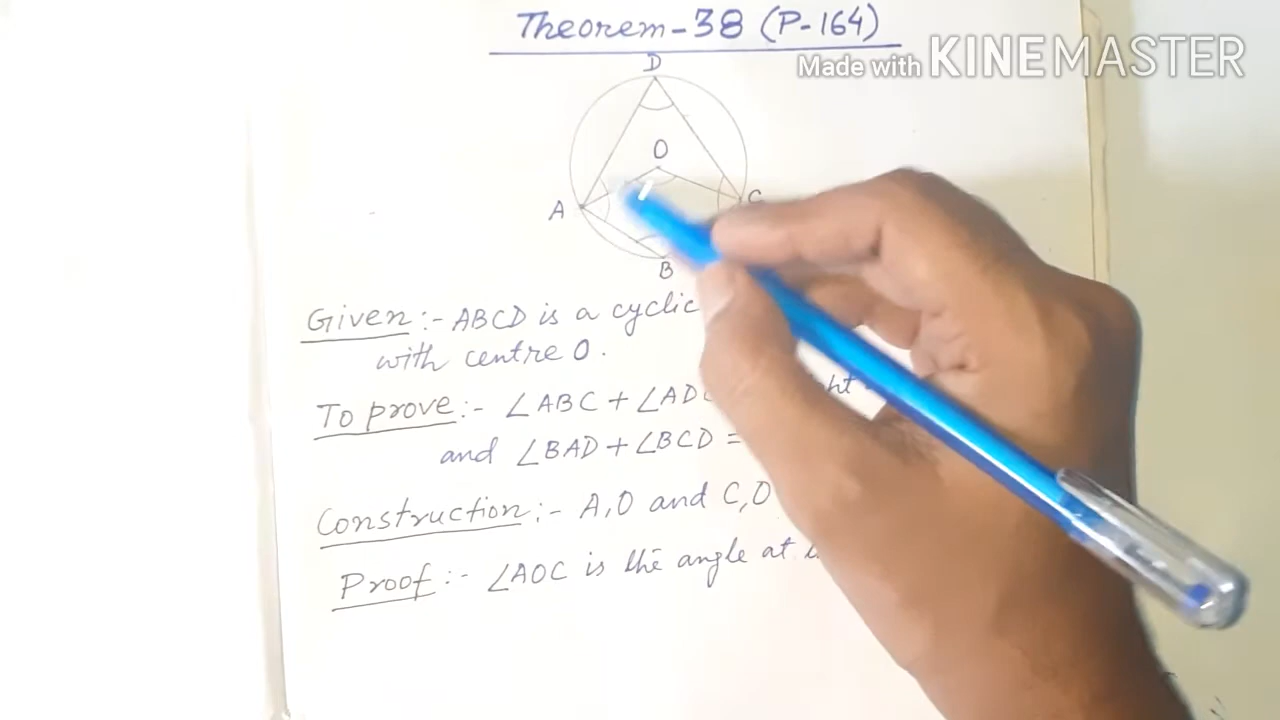 Theorem-38 (P-164)
Made with KINEMASTER
D
O
A
C
B
Given:- ABCD is a cyclic
with centre O.
To prove:- ∠ABC + ∠ADC
and ∠BAD + ∠BCD =
Construction:- A,O and C,O
Proof:- ∠AOC is the angle at